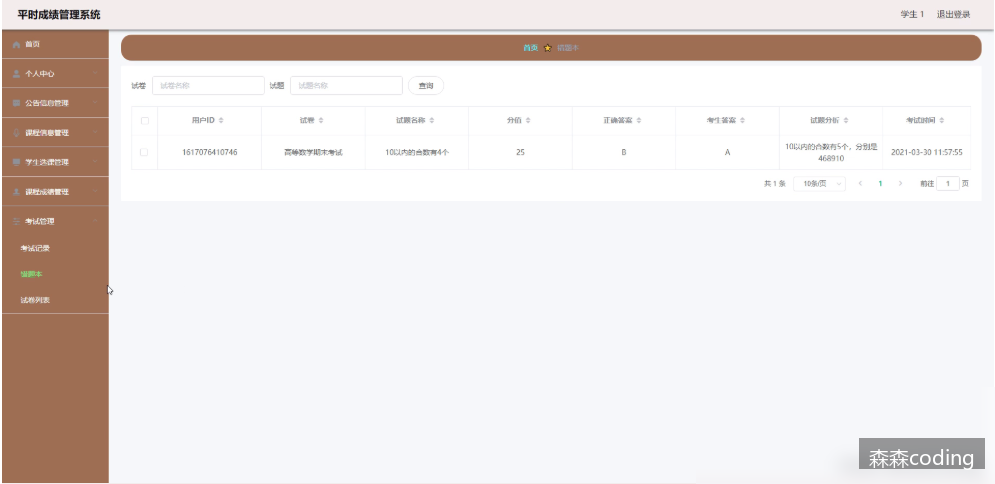 平时成绩管理系统
学生 1 退出登录
首页
个人中心
公告信息管理
课程信息管理
学生选课管理
课程成绩管理
考试管理
考试记录
错题本
试卷列表
首页 错题本
试卷 试卷名称 试题 试题名称 查询
用户ID 试卷 试题名称 分值 正确答案 考生答案 试题分析 考试时间
1617076410746 高等数学期末考试 10以内的合数有4个 25 B A 10以内的合数有5个，分别是 2021-03-30 11:57:55
468910
共 1 条 10条/页 1 前往 1 页
森森coding